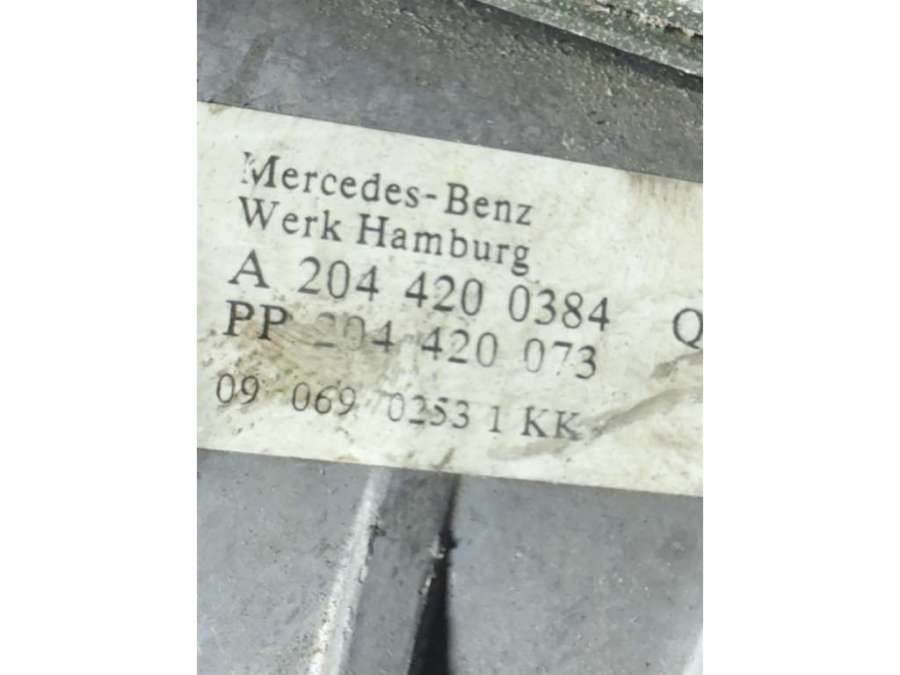 Mercedes-Benz
Werk Hamburg
A 204 420 0384 Q
PP 204 420 073
09 069 0253 1 KK